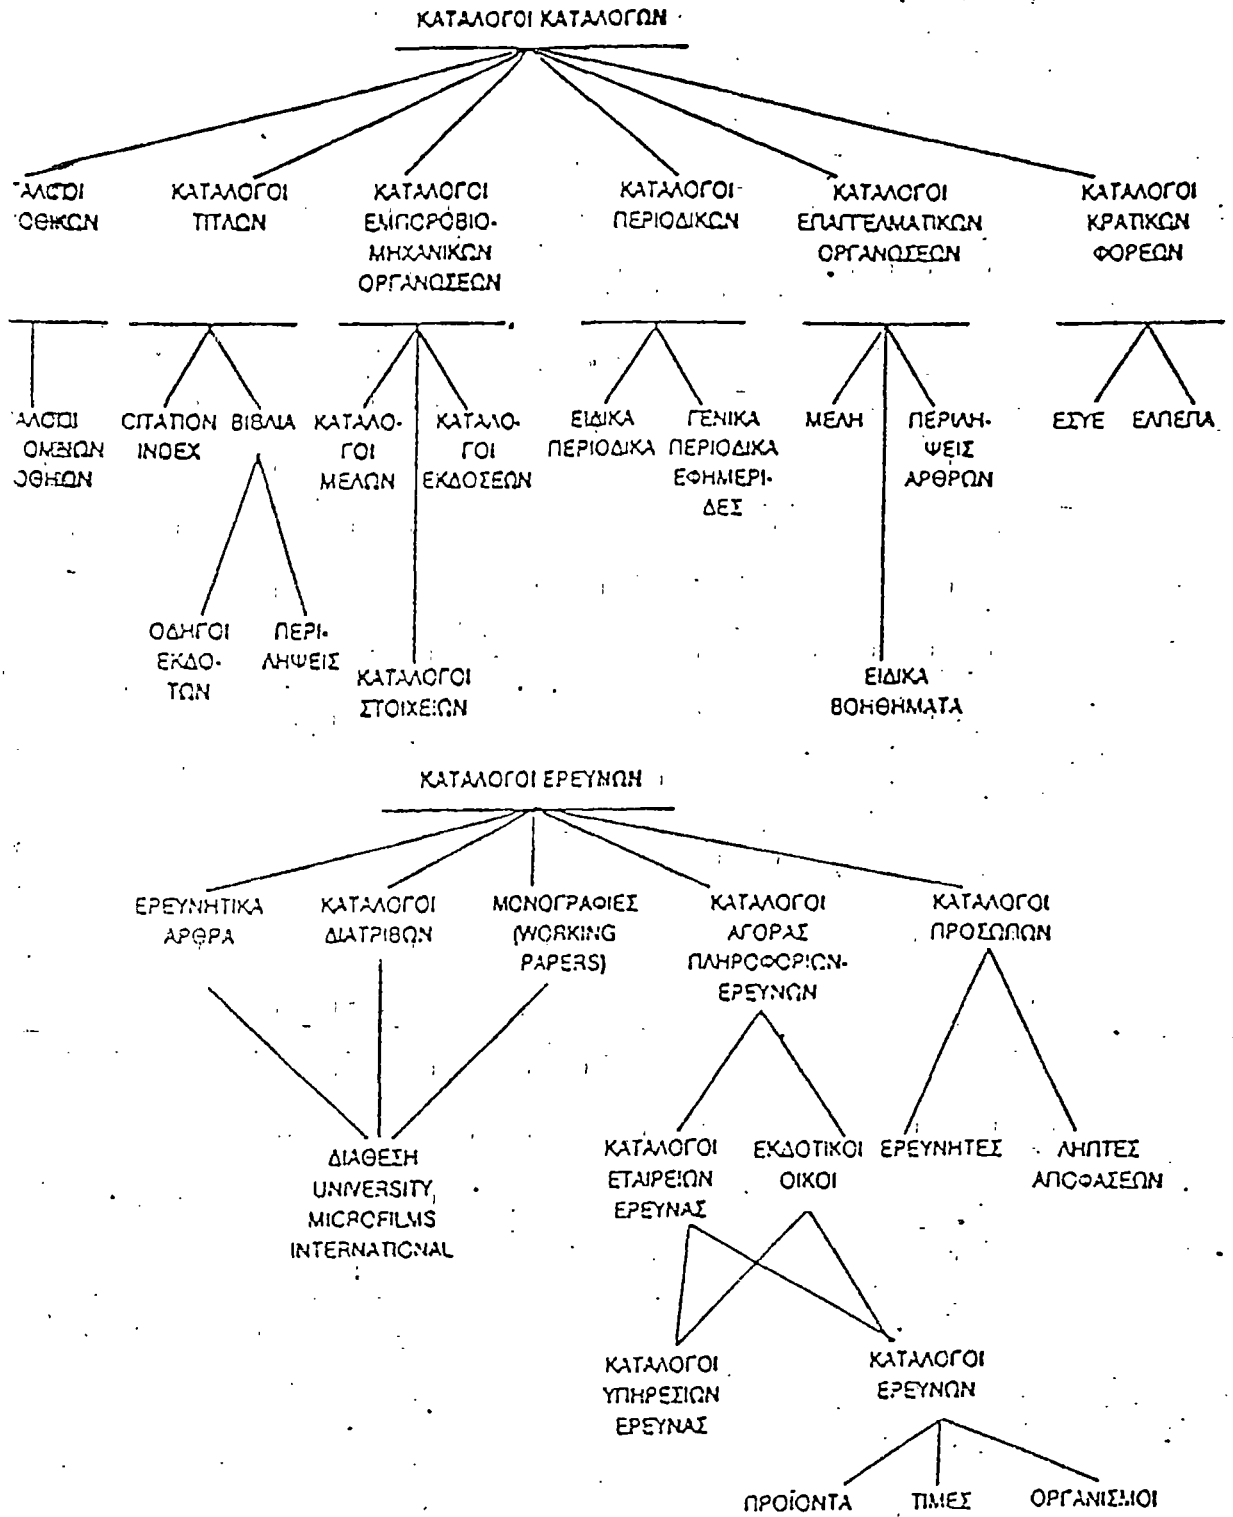 ΚΑΤΑΛΟΓΟΙ ΚΑΤΑΛΟΓΩΝ
ΚΑΤΑΛΟΓΟΙ
ΤΙΤΛΩΝ
ΚΑΤΑΛΟΓΟΙ
ΕΜΠΟΡΟΒΙΟ-
ΜΗΧΑΝΙΚΩΝ
ΟΡΓΑΝΩΣΕΩΝ
ΚΑΤΑΛΟΓΟΙ
ΠΕΡΙΟΔΙΚΩΝ
ΚΑΤΑΛΟΓΟΙ
ΕΠΑΓΓΕΛΜΑΤΙΚΩΝ
ΟΡΓΑΝΩΣΕΩΝ
ΚΑΤΑΛΟΓΟΙ
ΚΡΑΤΙΚΩΝ
ΦΟΡΕΩΝ
CITATION
INDEX
ΒΙΒΛΙΑ
ΚΑΤΑΛΟ-
ΓΟΙ
ΜΕΛΩΝ
ΚΑΤΑΛΟ-
ΓΟΙ
ΕΚΔΟΣΕΩΝ
ΕΙΔΙΚΑ
ΠΕΡΙΟΔΙΚΑ
ΓΕΝΙΚΑ
ΠΕΡΙΟΔΙΚΑ
ΕΦΗΜΕΡΙ-
ΔΕΣ
ΜΕΛΗ
ΠΕΡΙΛΗ-
ΨΕΙΣ
ΑΡΘΡΩΝ
ΕΣΥΕ
ΕΛΠΕΠΑ
ΟΔΗΓΟΙ
ΕΚΔΟ-
ΤΩΝ
ΠΕΡΙ-
ΛΗΨΕΙΣ
ΚΑΤΑΛΟΓΟΙ
ΣΤΟΙΧΕΙΩΝ
ΕΙΔΙΚΑ
ΒΟΗΘΗΜΑΤΑ
ΚΑΤΑΛΟΓΟΙ ΕΡΕΥΝΩΝ
ΕΡΕΥΝΗΤΙΚΑ
ΑΡΘΡΑ
ΚΑΤΑΛΟΓΟΙ
ΔΙΑΤΡΙΒΩΝ
ΜΟΝΟΓΡΑΦΙΕΣ
(WORKING
PAPERS)
ΚΑΤΑΛΟΓΟΙ
ΑΓΟΡΑΣ
ΠΛΗΡΟΦΟΡΙΩΝ-
ΕΡΕΥΝΩΝ
ΚΑΤΑΛΟΓΟΙ
ΠΡΟΣΩΠΩΝ
ΔΙΑΘΕΣΗ
UNIVERSITY
MICROFILMS
INTERNATIONAL
ΚΑΤΑΛΟΓΟΙ
ΕΤΑΙΡΕΙΩΝ
ΕΡΕΥΝΑΣ
ΕΚΔΟΤΙΚΟΙ
ΟΙΚΟΙ
ΕΡΕΥΝΗΤΕΣ
ΛΗΠΤΕΣ
ΑΠΟΦΑΣΕΩΝ
ΚΑΤΑΛΟΓΟΙ
ΥΠΗΡΕΣΙΩΝ
ΕΡΕΥΝΑΣ
ΚΑΤΑΛΟΓΟΙ
ΕΡΕΥΝΩΝ
ΠΡΟΪΟΝΤΑ
ΤΙΜΕΣ
ΟΡΓΑΝΙΣΜΟΙ